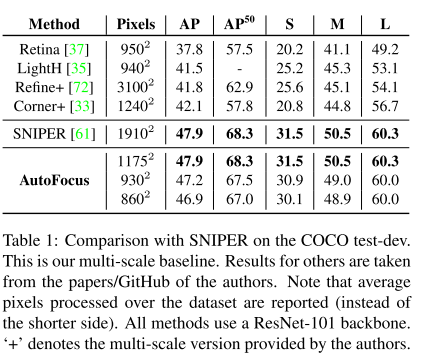 Method Pixels AP AP50 S M L
Retina [37] 950² 37.8 57.5 20.2 41.1 49.2
LightH [35] 940² 41.5 - 25.2 45.3 53.1
Refine+ [72] 3100² 41.8 62.9 25.6 45.1 54.1
Corner+ [33] 1240² 42.1 57.8 20.8 44.8 56.7
SNIPER [61] 1910² 47.9 68.3 31.5 50.5 60.3
1175² 47.9 68.3 31.5 50.5 60.3
AutoFocus 930² 47.2 67.5 30.9 49.0 60.0
860² 46.9 67.0 30.1 48.9 60.0
Table 1: Comparison with SNIPER on the COCO test-dev.
This is our multi-scale baseline. Results for others are taken
from the papers/GitHub of the authors. Note that average
pixels processed over the dataset are reported (instead of
the shorter side). All methods use a ResNet-101 backbone.
‘+’ denotes the multi-scale version provided by the authors.